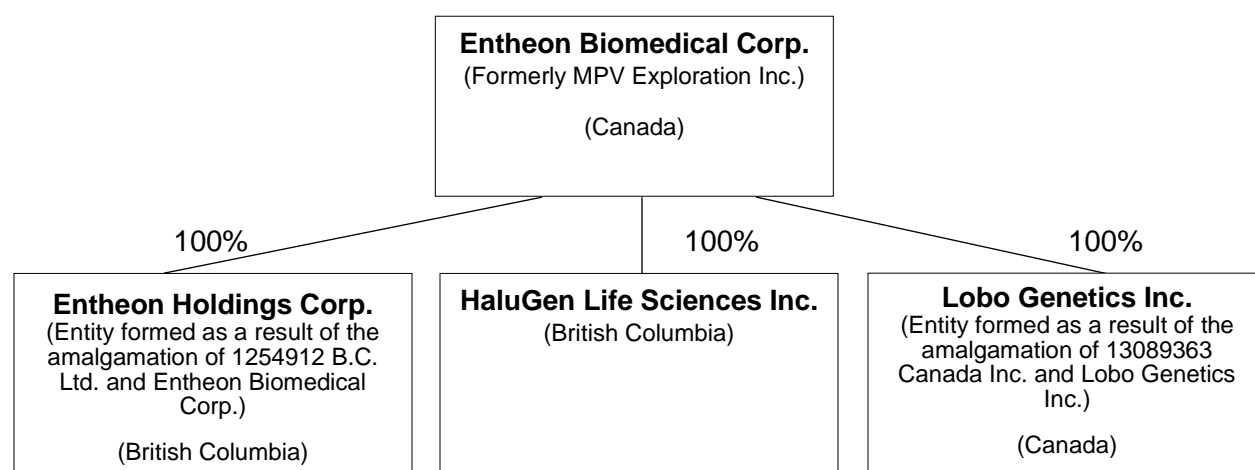 Entheon Biomedical Corp.
(Formerly MPV Exploration Inc.)
(Canada)
100%
100%
100%
Entheon Holdings Corp.
(Entity formed as a result of the
amalgamation of 1254912 B.C.
Ltd. and Entheon Biomedical
Corp.)
(British Columbia)
HaluGen Life Sciences Inc.
(British Columbia)
Lobo Genetics Inc.
(Entity formed as a result of the
amalgamation of 13089363
Canada Inc. and Lobo Genetics
Inc.)
(Canada)